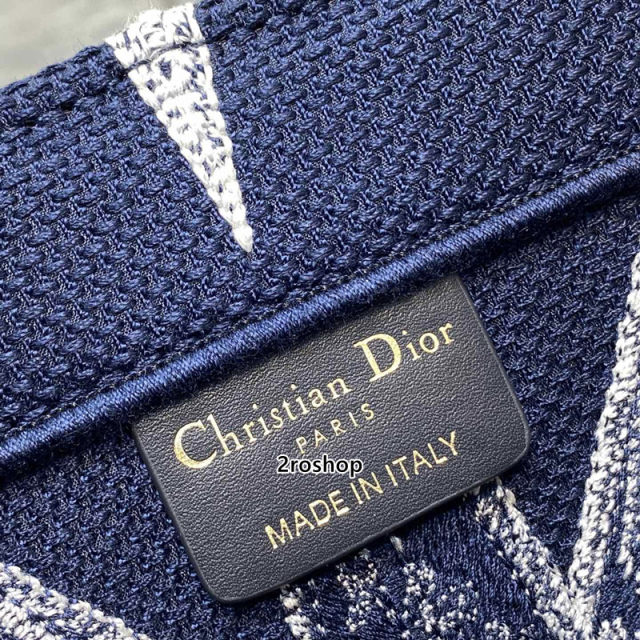 Christian Dior
PARIS
2roshop
MADE IN ITALY